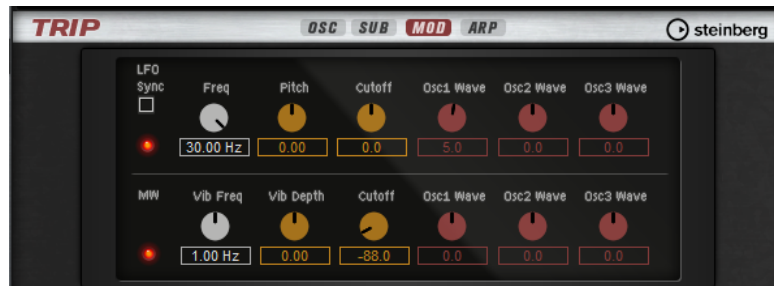 TRIP OSC SUB MOD ARP steinberg
LFO
Sync Freq Pitch Cutoff Osc1 Wave Osc2 Wave Osc3 Wave
30.00 Hz 0.00 0.0 5.0 0.0 0.0
MW Vib Freq Vib Depth Cutoff Osc1 Wave Osc2 Wave Osc3 Wave
1.00 Hz 0.00 -88.0 0.0 0.0 0.0